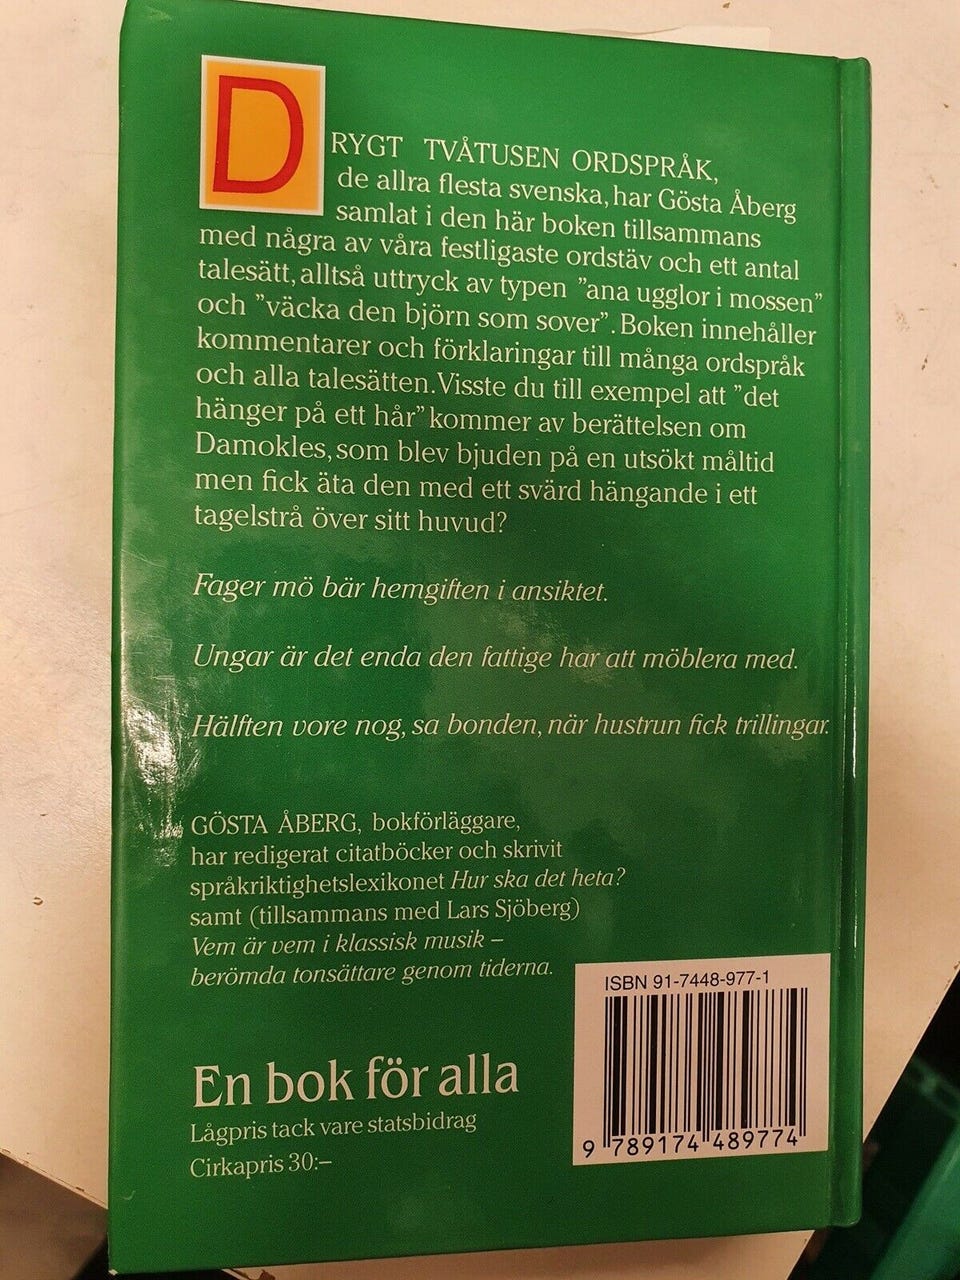 DRYGT TVÅTUSEN ORDSPRÅK,
de allra flesta svenska, har Gösta Åberg
samlat i den här boken tillsammans
med några av våra festligaste ordstäv och ett antal
talesätt, alltså uttryck av typen ”ana ugglor i mossen”
och ”väcka den björn som sover”. Boken innehåller
kommentarer och förklaringar till många ordspråk
och alla talesätten. Visste du till exempel att ”det
hänger på ett hår” kommer av berättelsen om
Damokles, som blev bjuden på en utsökt måltid
men fick äta den med ett svärd hängande i ett
tagelstrå över sitt huvud?
Fager mö bär hemgiften i ansiktet.
Ungar är det enda den fattige har att möblera med.
Hälften vore nog, sa bonden, när hustrun fick trillingar.
GÖSTA ÅBERG, bokförläggare,
har redigerat citatböcker och skrivit
språkriktighetslexikonet Hur ska det heta?
samt (tillsammans med Lars Sjöberg)
Vem är vem i klassisk musik –
berömda tonsättare genom tiderna.
ISBN 91-7448-977-1
9 789174 489774
En bok för alla
Lågpris tack vare statsbidrag
Cirkapris 30:–